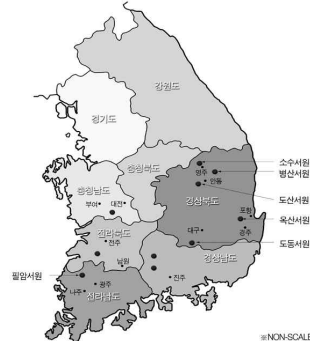 강원도
경기도
충청북도
소수서원
영주
병산서원
안동
충청남도
부여
대전
경상북도
도산서원
포항
전라북도
대구
옥산서원
전주
경주
도동서원
남원
경상남도
필암서원
진주
광주
나주
전라남도
※NON-SCALE